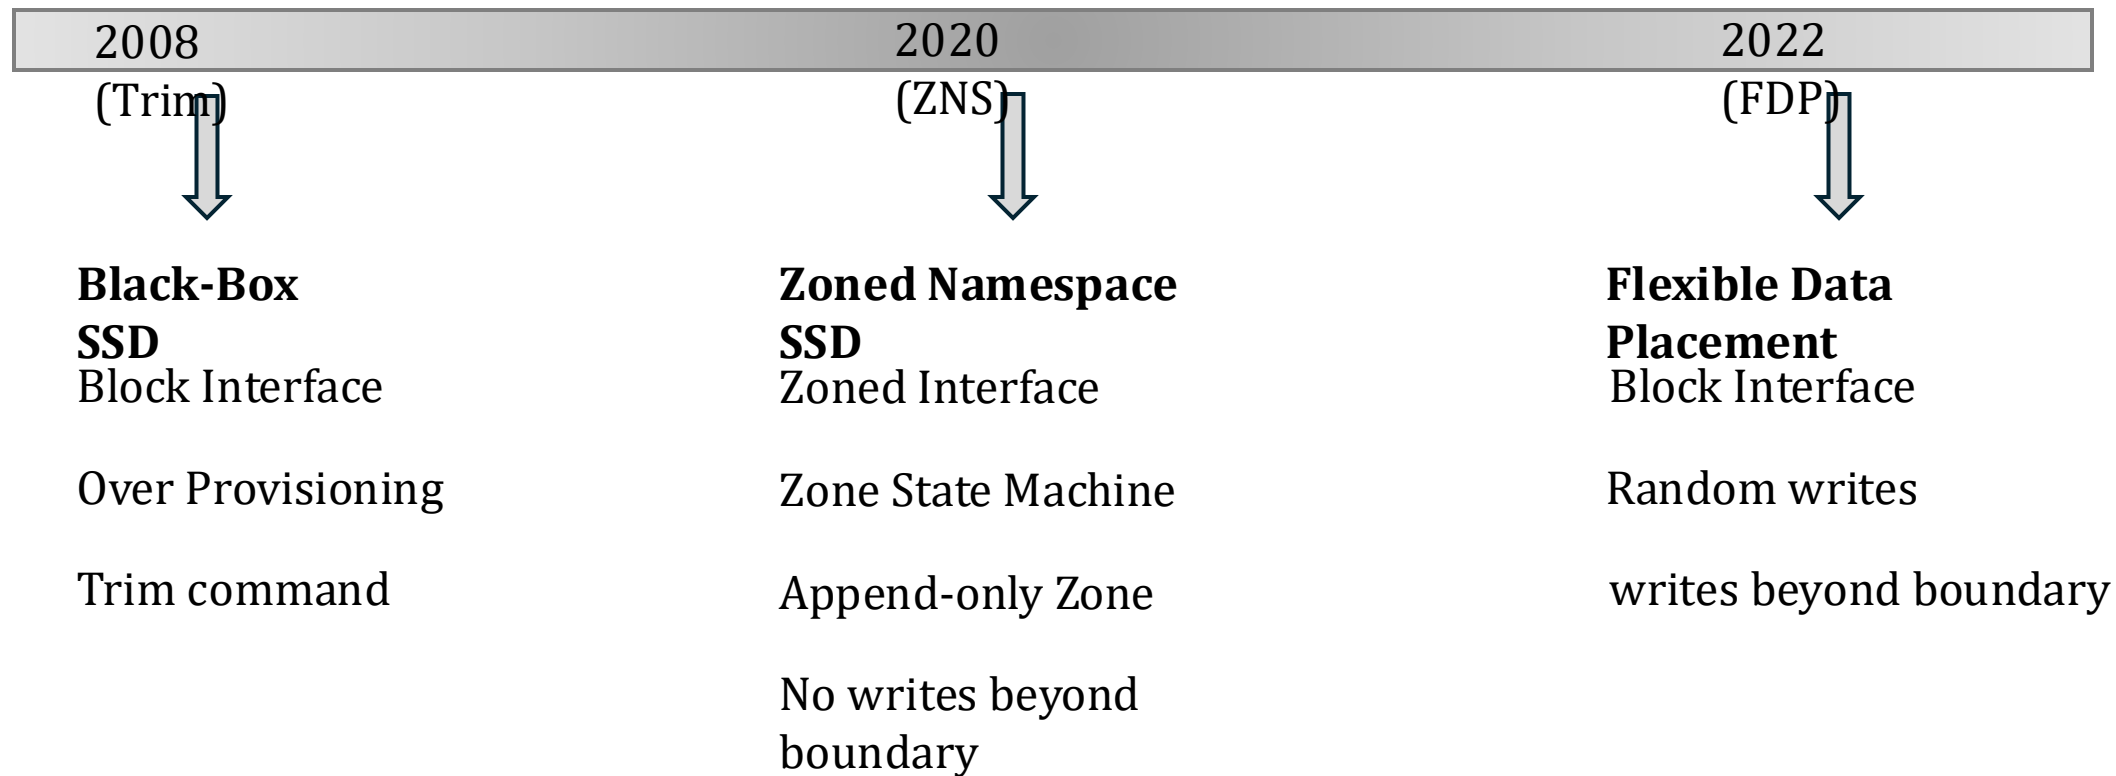 2008
(Trim)
2020
(ZNS)
2022
(FDP)
Black-Box
SSD
Block Interface
Over Provisioning
Trim command
Zoned Namespace
SSD
Zoned Interface
Zone State Machine
Append-only Zone
No writes beyond
boundary
Flexible Data
Placement
Block Interface
Random writes
writes beyond boundary